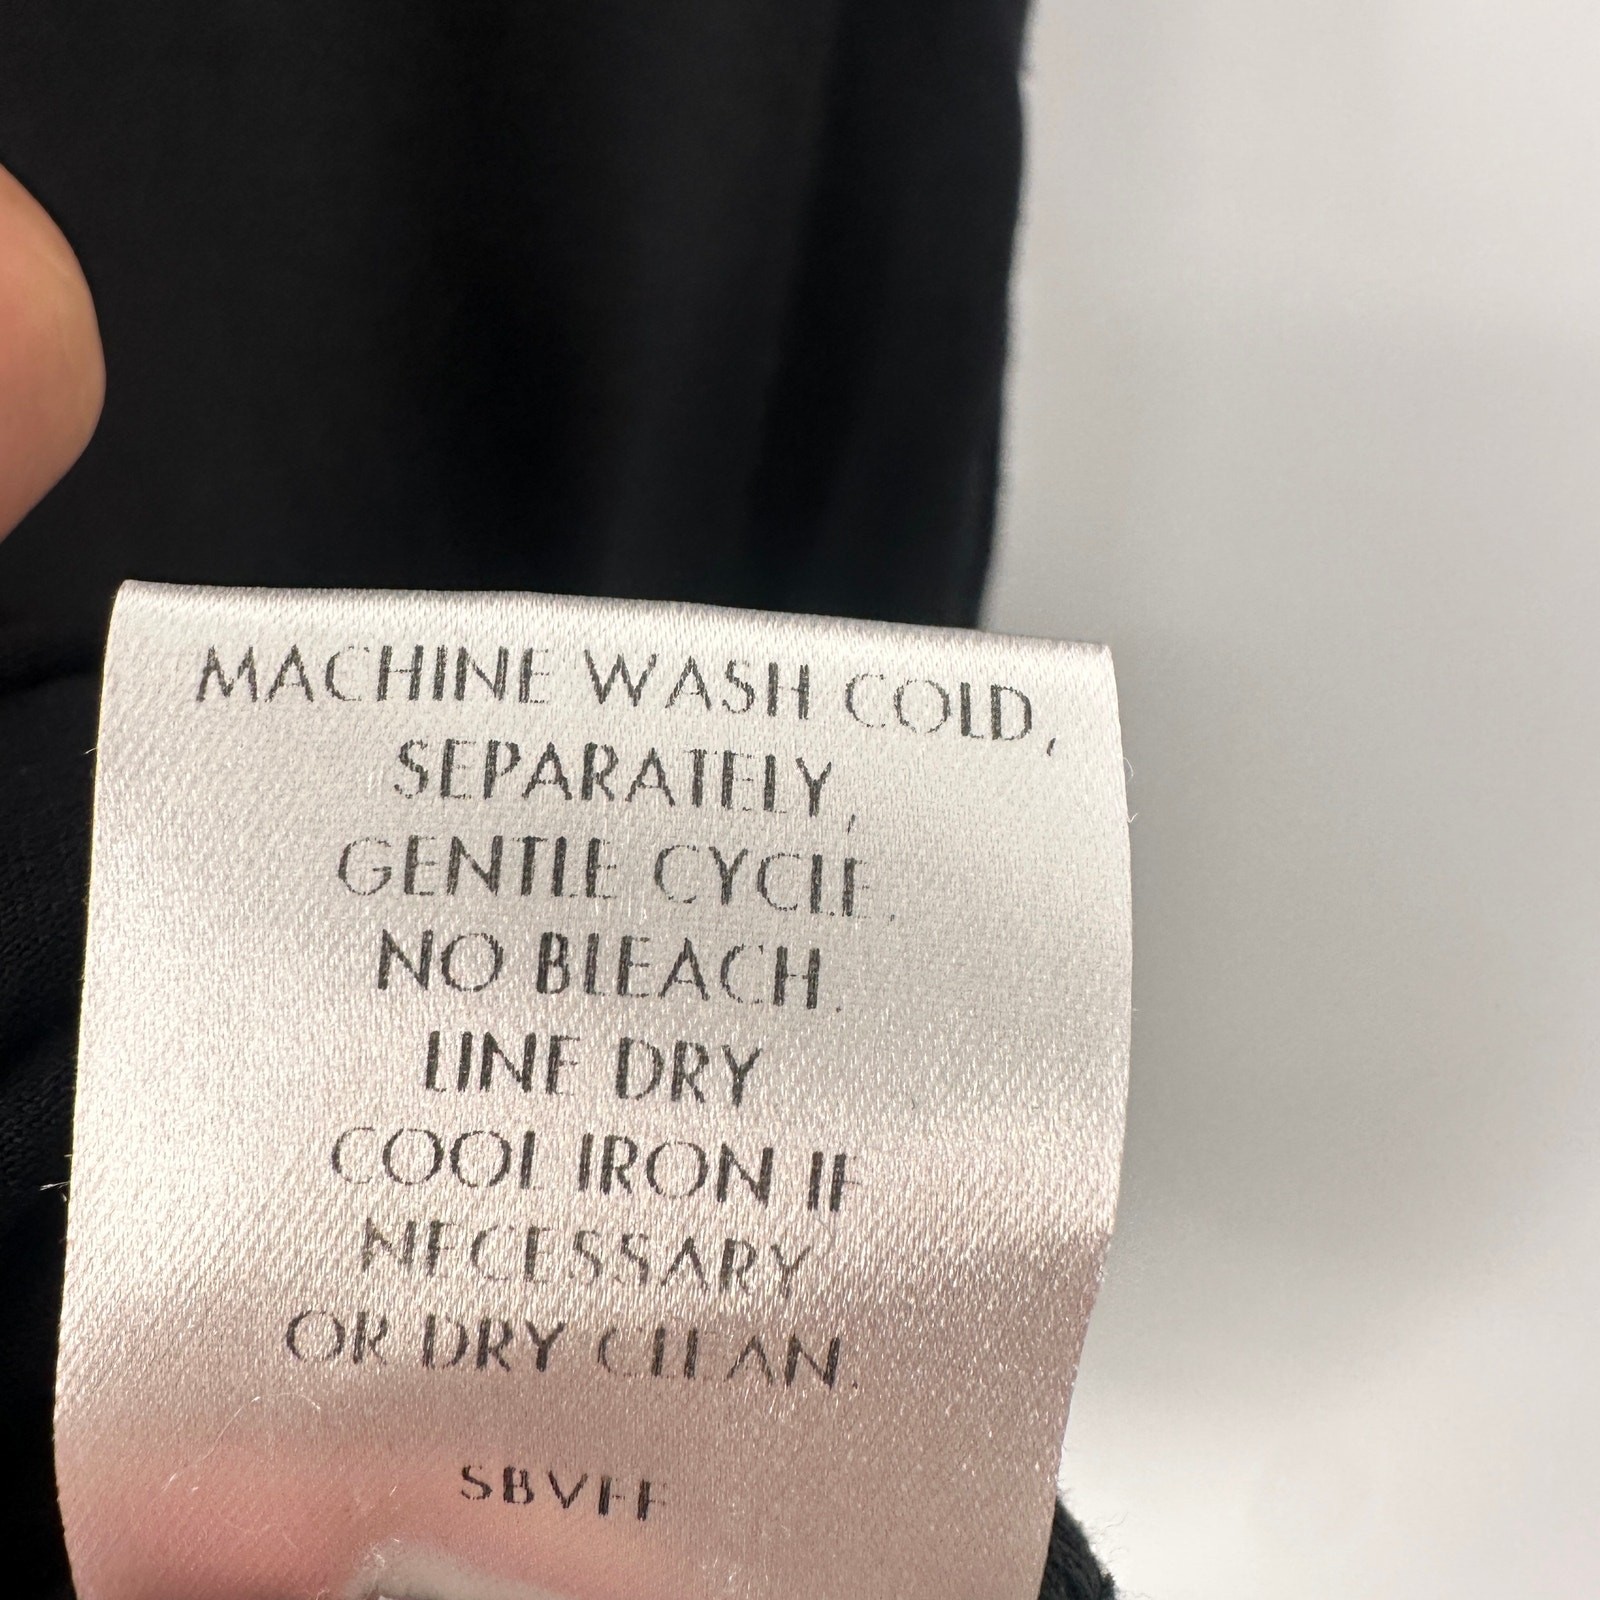 MACHINE WASH COLD,
SEPARATELY,
GENTLE CYCLE.
NO BLEACH.
LINE DRY
COOL IRON IF
NECESSARY
OR DRY CLEAN.
SBVFF